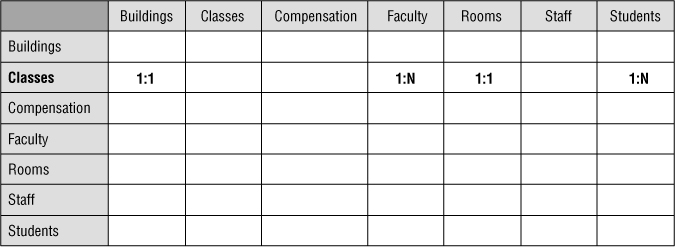 Buildings Classes Compensation Faculty Rooms Staff Students
Buildings
Classes 1:1 1:N 1:1 1:N
Compensation
Faculty
Rooms
Staff
Students